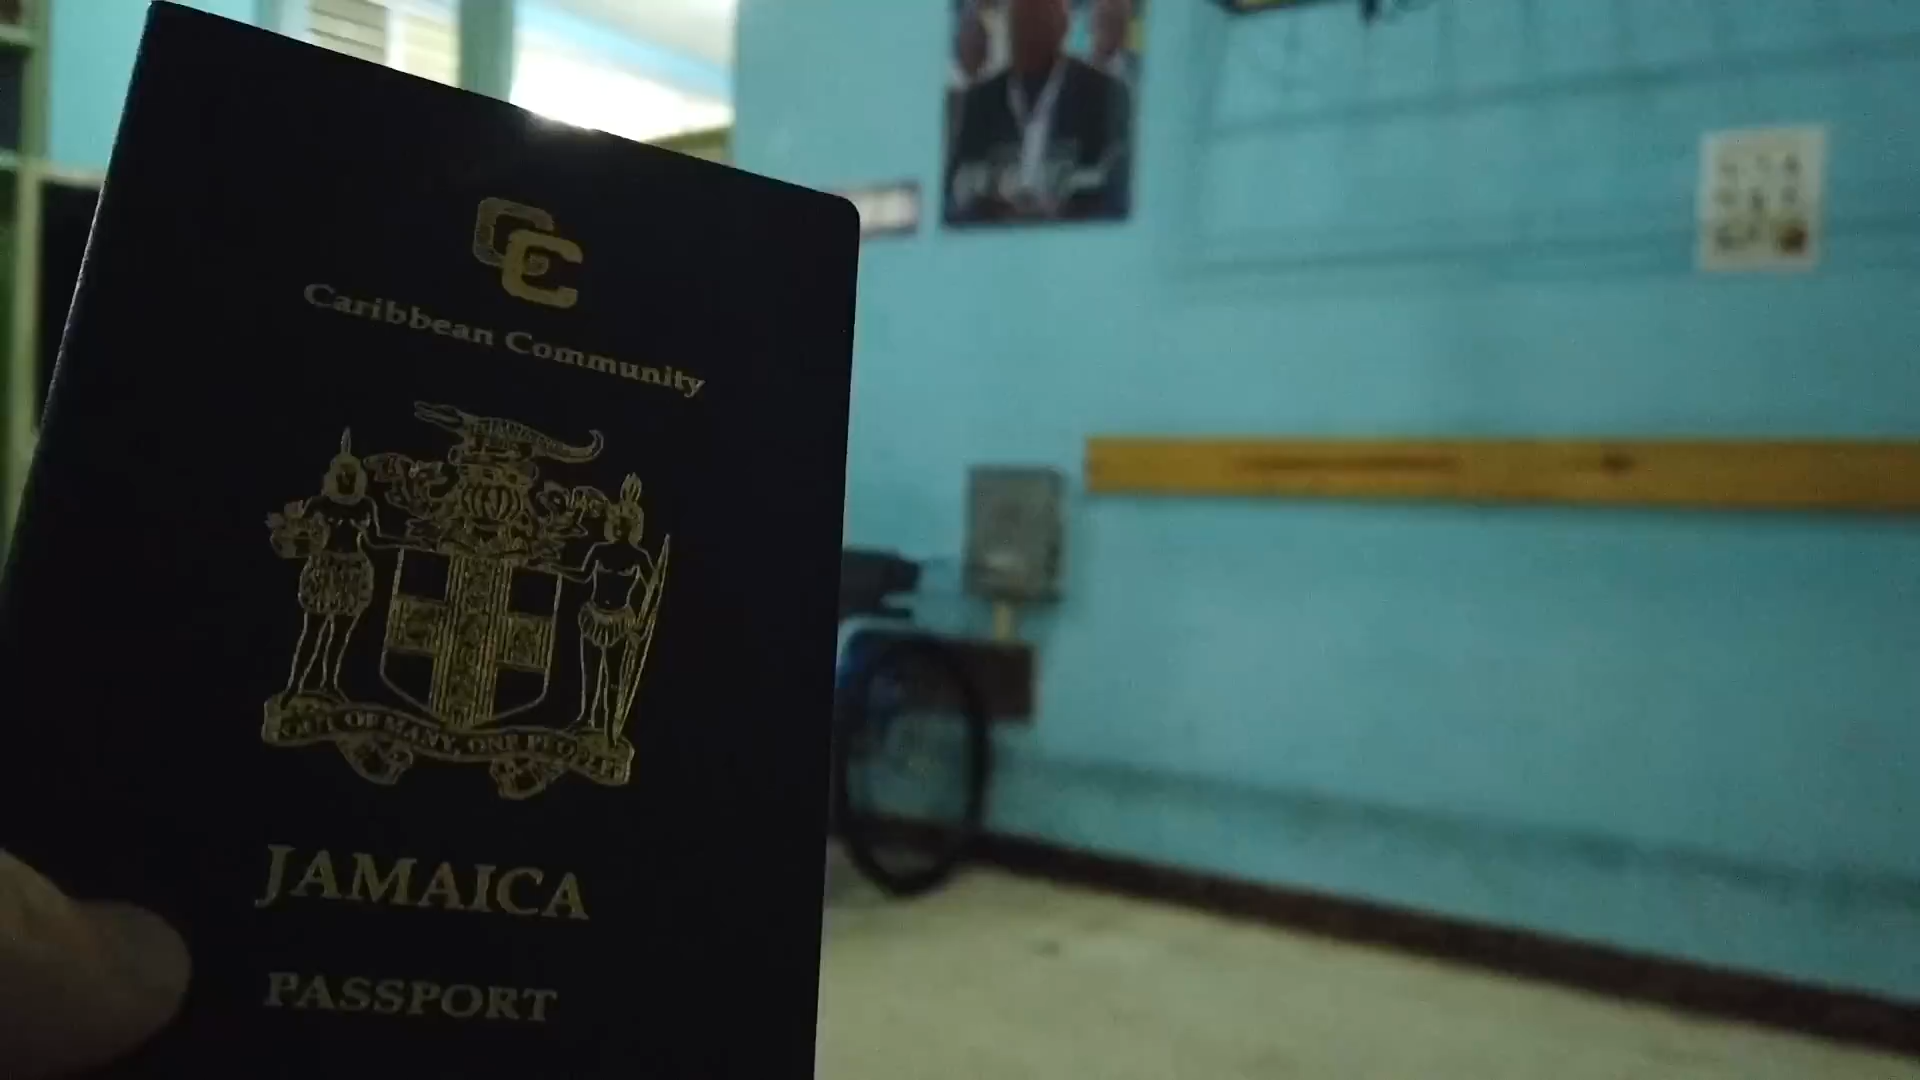 CC
Caribbean Community
OUT OF MANY, ONE PEOPLE
JAMAICA
PASSPORT